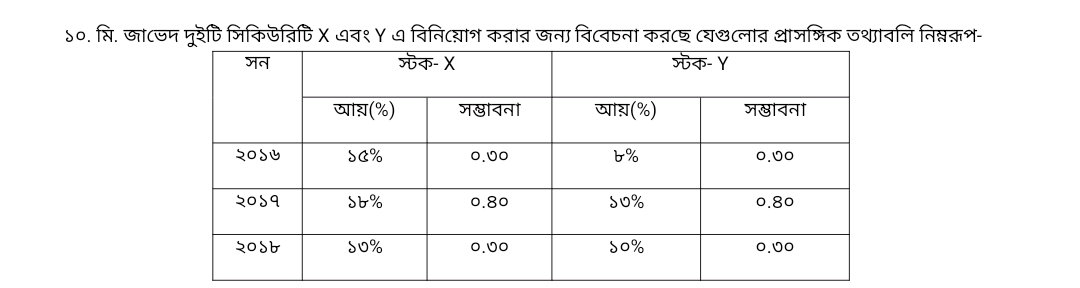 ১০. মি. জাভেদ দুইটি সিকিউরিটি X এবং Y এ বিনিয়োগ করার জন্য বিবেচনা করছে যেগুলোর প্রাসঙ্গিক তথ্যাবলি নিম্নরূপ-
সন স্টক- X স্টক- Y
আয়(%) সম্ভাবনা আয়(%) সম্ভাবনা
২০১৬ ১৫% ০.৩০ ৮% ০.৩০
২০১৭ ১৮% ০.৪০ ১৩% ০.৪০
২০১৮ ১৩% ০.৩০ ১০% ০.৩০